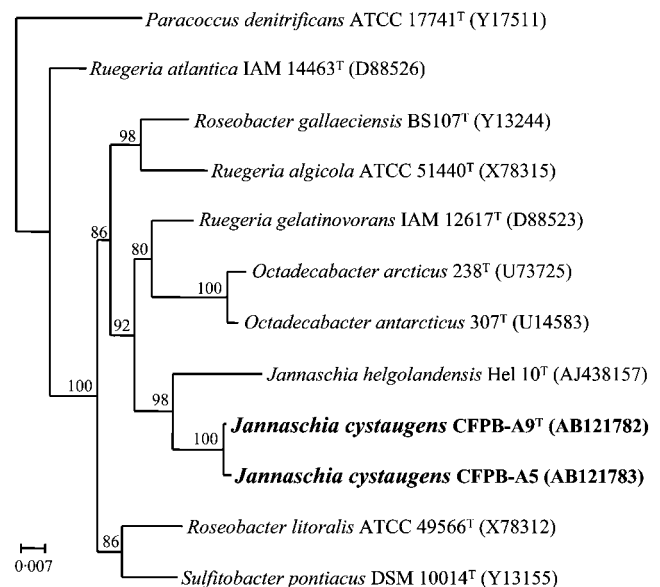 Paracoccus denitrificans ATCC 17741ᵀ (Y17511)
Ruegeria atlantica IAM 14463ᵀ (D88526)
Roseobacter gallaeciensis BS107ᵀ (Y13244)
98
Ruegeria algicola ATCC 51440ᵀ (X78315)
Ruegeria gelatinovorans IAM 12617ᵀ (D88523)
86
80
Octadecabacter arcticus 238ᵀ (U73725)
100
Octadecabacter antarcticus 307ᵀ (U14583)
92
Jannaschia helgolandensis Hel 10ᵀ (AJ438157)
100
98
Jannaschia cystaugens CFPB-A9ᵀ (AB121782)
100
Jannaschia cystaugens CFPB-A5 (AB121783)
Roseobacter litoralis ATCC 49566ᵀ (X78312)
86
0·007
Sulfitobacter pontiacus DSM 10014ᵀ (Y13155)